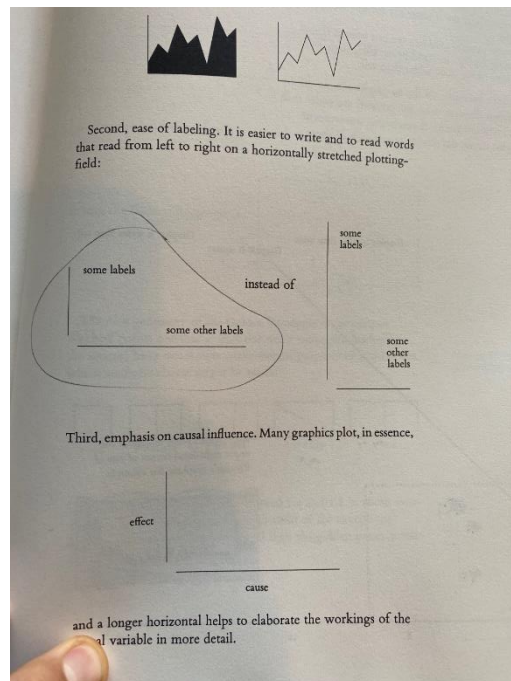 Second, ease of labeling. It is easier to write and to read words
that read from left to right on a horizontally stretched plotting-
field:
some labels
some other labels
instead of
some
labels
some
other
labels
Third, emphasis on causal influence. Many graphics plot, in essence,
effect
cause
and a longer horizontal helps to elaborate the workings of the
variable in more detail.